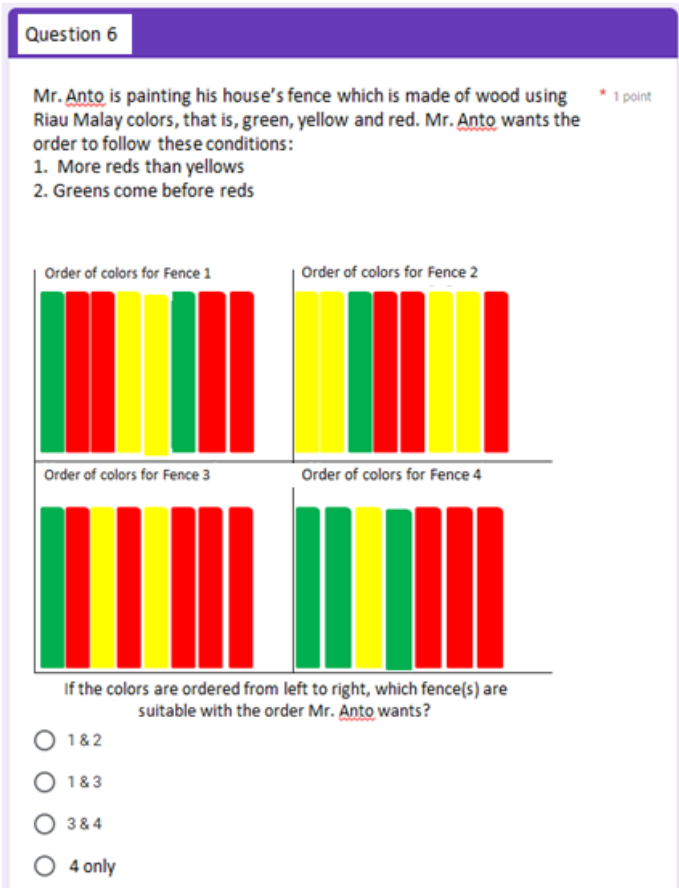 Question 6
Mr. Anto is painting his house's fence which is made of wood using
* 1 point
Riau Malay colors, that is, green, yellow and red. Mr. Anto wants the
order to follow these conditions:
1. More reds than yellows
2. Greens come before reds
Order of colors for Fence 1
Order of colors for Fence 2
Order of colors for Fence 3
Order of colors for Fence 4
If the colors are ordered from left to right, which fence(s) are
suitable with the order Mr. Anto wants?
1 & 2
1 & 3
3 & 4
4 only